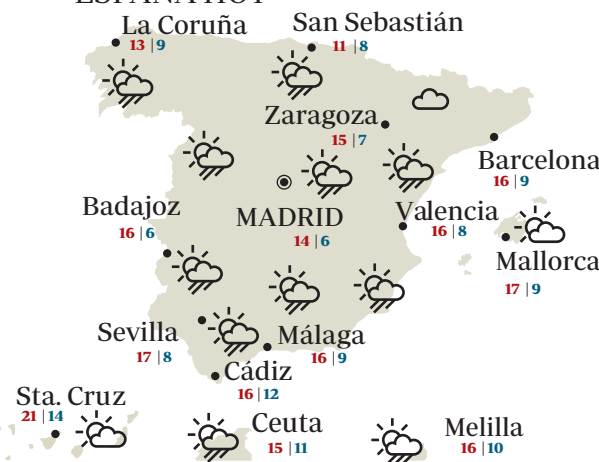 ESPAÑA HOY
La Coruña
13 | 9
San Sebastián
11 | 8
Zaragoza
15 | 7
Barcelona
16 | 9
Badajoz
16 | 6
MADRID
14 | 6
Valencia
16 | 8
Mallorca
17 | 9
Sevilla
17 | 8
Málaga
16 | 9
Cádiz
16 | 12
Sta. Cruz
21 | 14
Ceuta
15 | 11
Melilla
16 | 10